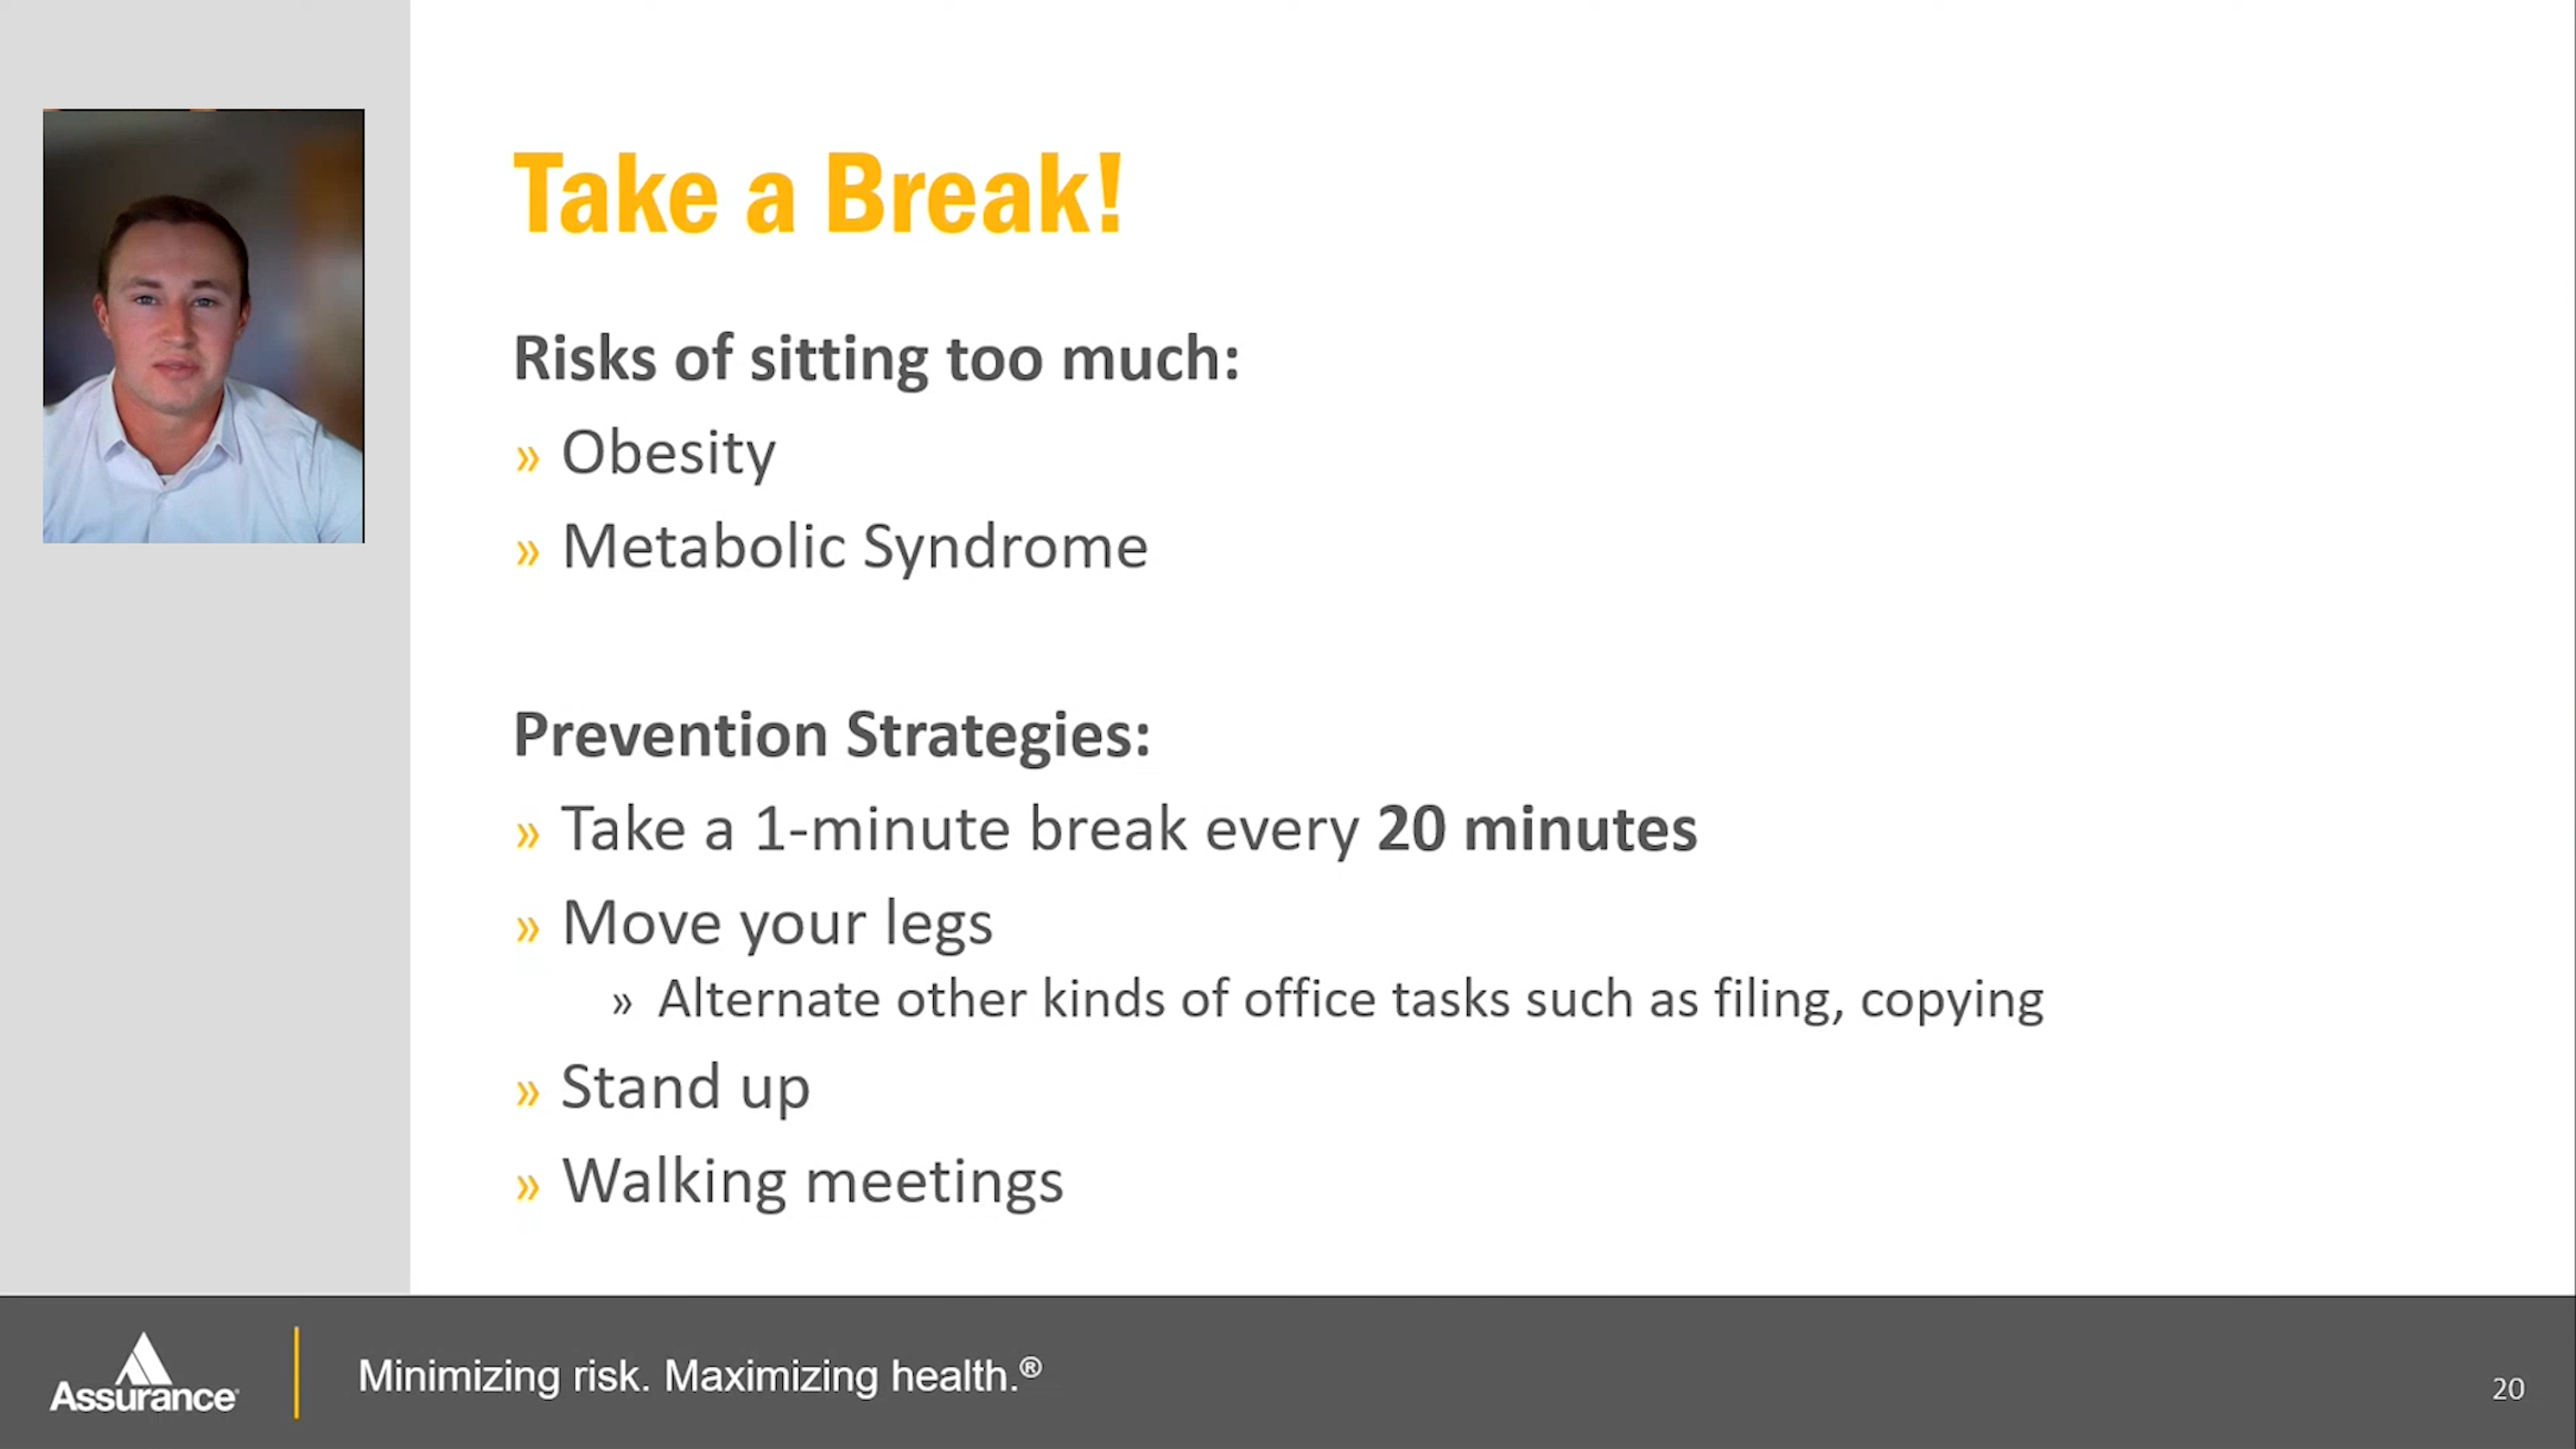 Take a Break!
Risks of sitting too much:
» Obesity
» Metabolic Syndrome
Prevention Strategies:
» Take a 1-minute break every 20 minutes
» Move your legs
» Alternate other kinds of office tasks such as filing, copying
» Stand up
» Walking meetings
Assurance
Minimizing risk. Maximizing health.®
20